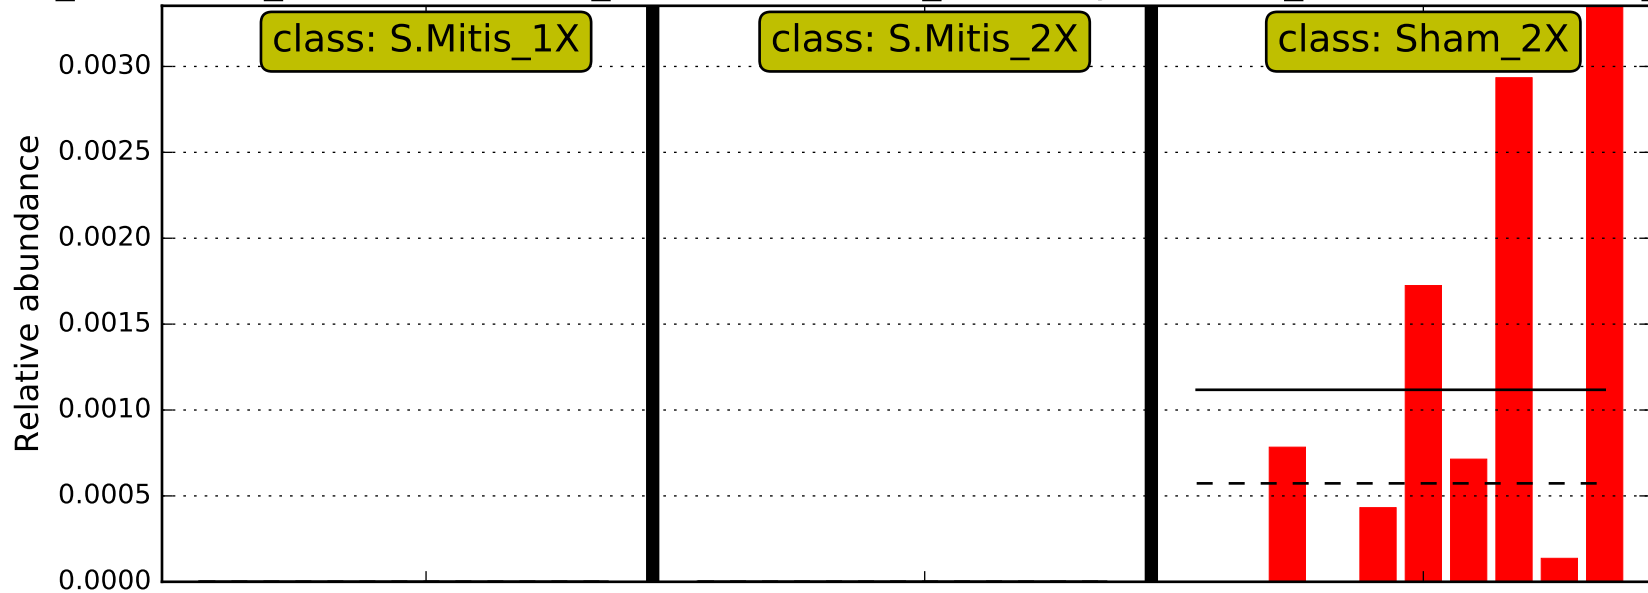 class: S.Mitis_1X
class: S.Mitis_2X
class: Sham_2X
0.0030
0.0025
0.0020
0.0015
0.0010
0.0005
0.0000
Relative abundance